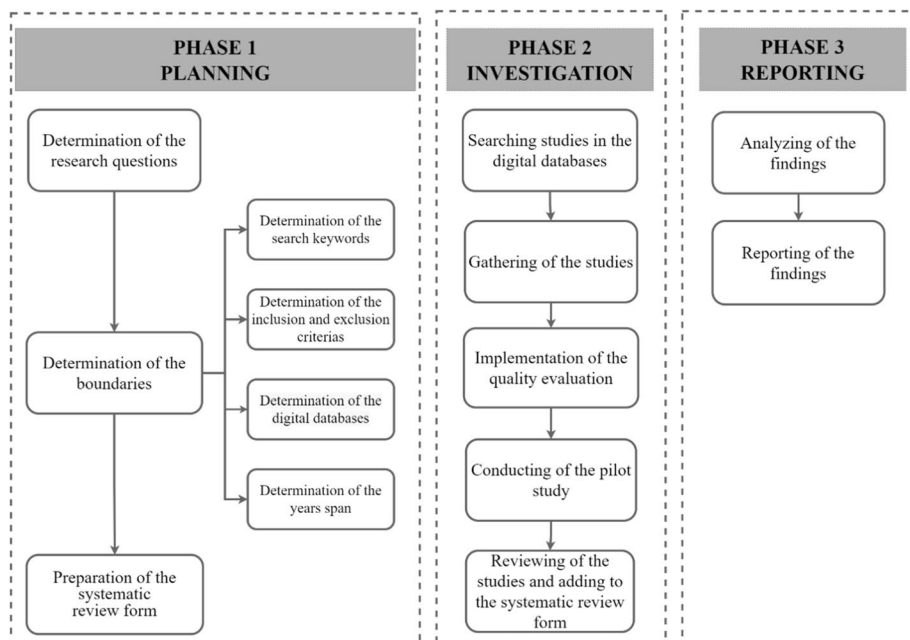 PHASE 1
PLANNING
Determination of the
research questions
Determination of the
boundaries
Determination of the
search keywords
Determination of the
inclusion and exclusion
criterias
Determination of the
digital databases
Determination of the
years span
Preparation of the
systematic
review form
PHASE 2
INVESTIGATION
Searching studies in the
digital databases
Gathering of the studies
Implementation of the
quality evaluation
Conducting of the pilot
study
Reviewing of the
studies and adding to
the systematic review
form
PHASE 3
REPORTING
Analyzing of the
findings
Reporting of the
findings